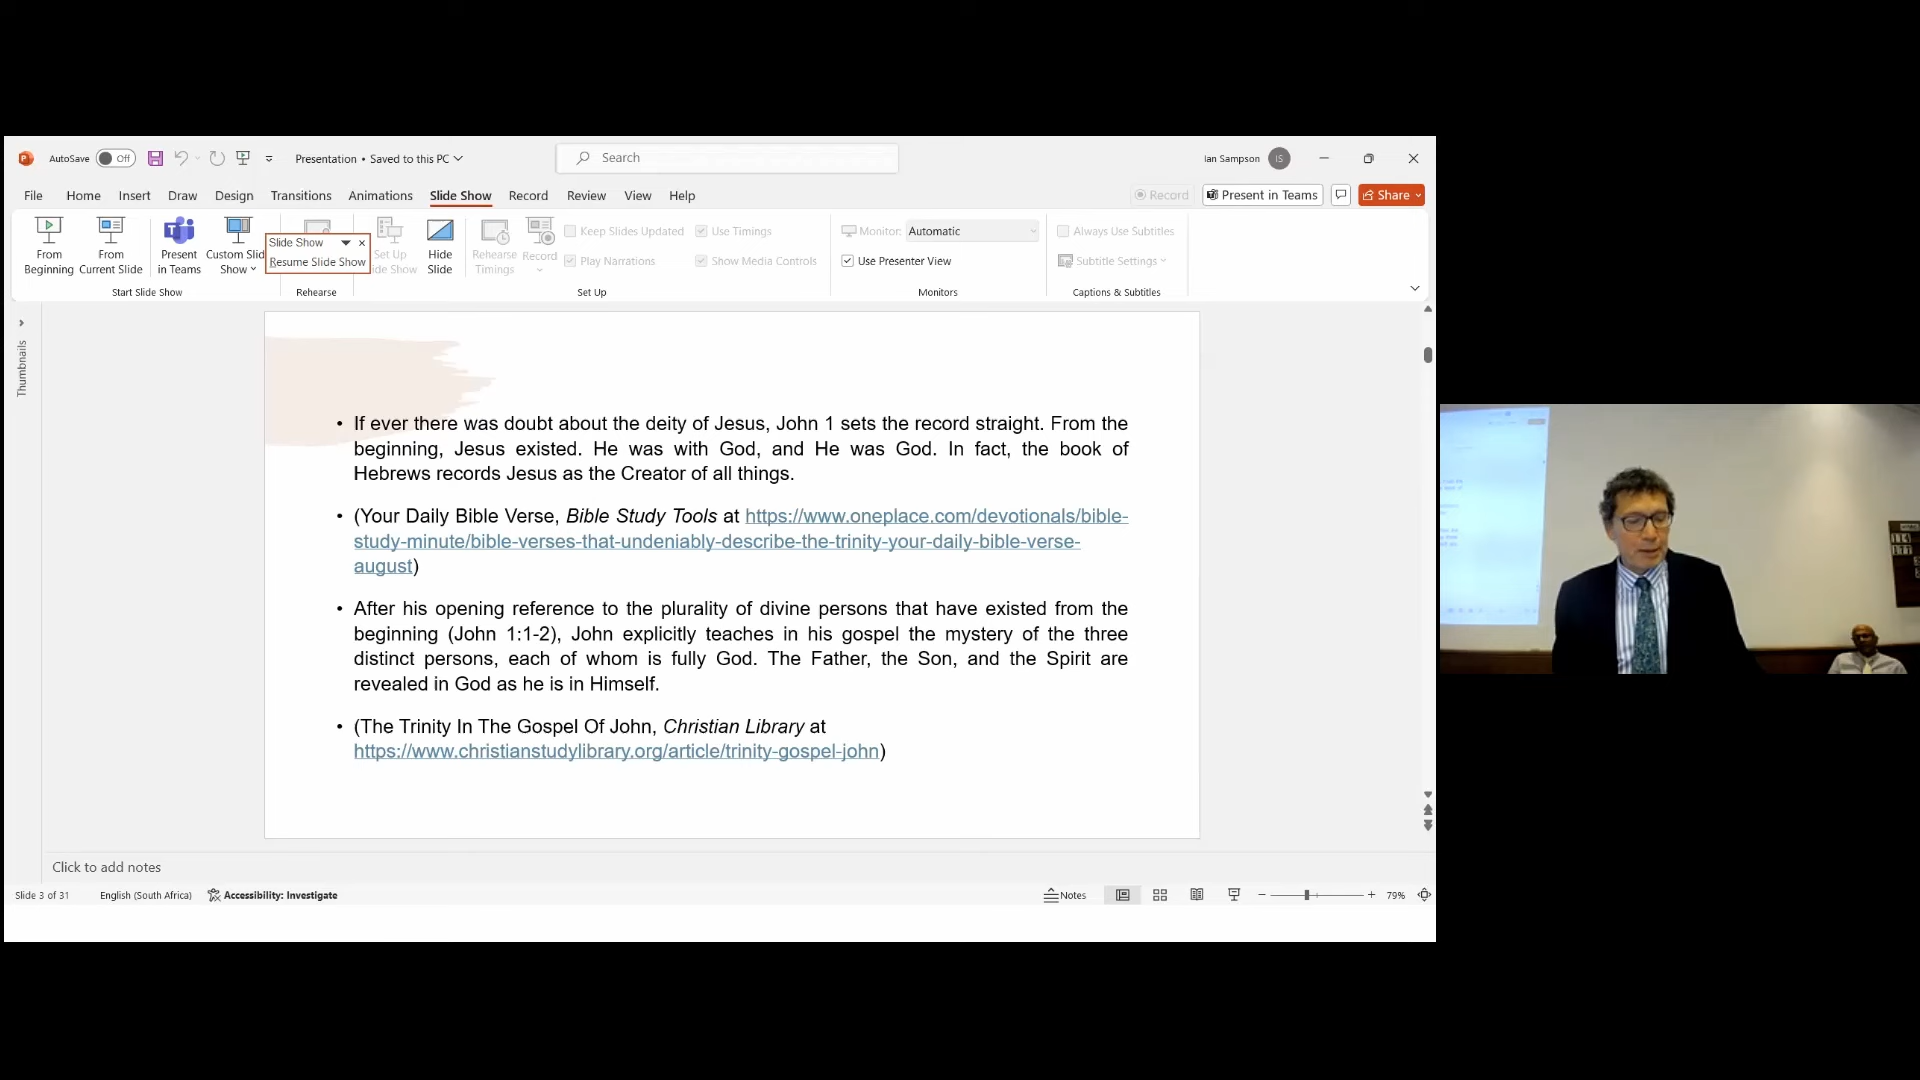 AutoSave Off Presentation • Saved to this PC Search Ian Sampson IS
File Home Insert Draw Design Transitions Animations Slide Show Record Review View Help Record Present in Teams Share
From Beginning
From Current Slide
Present in Teams
Custom Slid Show
Slide Show
Resume Slide Show
Set Up ide Show
Hide Slide
Rehearse Timings
Record
Keep Slides Updated
Use Timings
Play Narrations
Show Media Controls
Monitor: Automatic
Use Presenter View
Always Use Subtitles
Subtitle Settings
Start Slide Show Rehearse Set Up Monitors Captions & Subtitles
Thumbnails
• If ever there was doubt about the deity of Jesus, John 1 sets the record straight. From the
beginning, Jesus existed. He was with God, and He was God. In fact, the book of
Hebrews records Jesus as the Creator of all things.
• (Your Daily Bible Verse, Bible Study Tools at https://www.oneplace.com/devotionals/bible-
study-minute/bible-verses-that-undeniably-describe-the-trinity-your-daily-bible-verse-
august)
• After his opening reference to the plurality of divine persons that have existed from the
beginning (John 1:1-2), John explicitly teaches in his gospel the mystery of the three
distinct persons, each of whom is fully God. The Father, the Son, and the Spirit are
revealed in God as he is in Himself.
• (The Trinity In The Gospel Of John, Christian Library at
https://www.christianstudylibrary.org/article/trinity-gospel-john)
Click to add notes
Slide 3 of 31 English (South Africa) Accessibility: Investigate Notes 79%